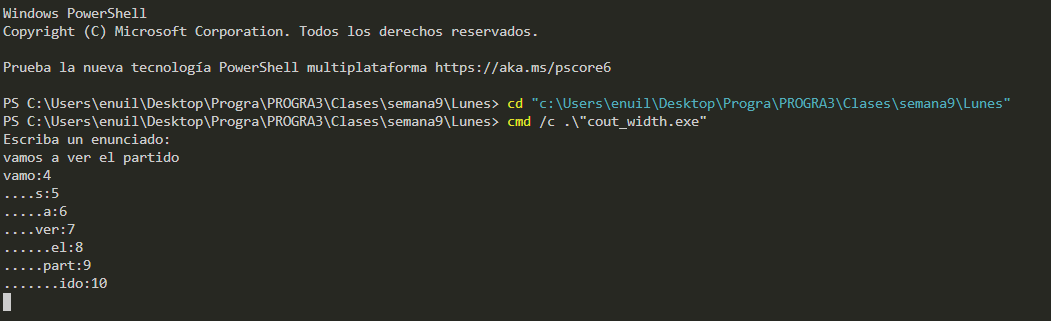 Windows PowerShell
Copyright (C) Microsoft Corporation. Todos los derechos reservados.
Prueba la nueva tecnología PowerShell multiplataforma https://aka.ms/pscore6
PS C:\Users\enuil\Desktop\Progra\PROGRA3\Clases\semana9\Lunes> cd "c:\Users\enuil\Desktop\Progra\PROGRA3\Clases\semana9\Lunes"
PS C:\Users\enuil\Desktop\Progra\PROGRA3\Clases\semana9\Lunes> cmd /c .\"cout_width.exe"
Escriba un enunciado:
vamos a ver el partido
vamo:4
....s:5
.....a:6
....ver:7
......el:8
.....part:9
.......ido:10